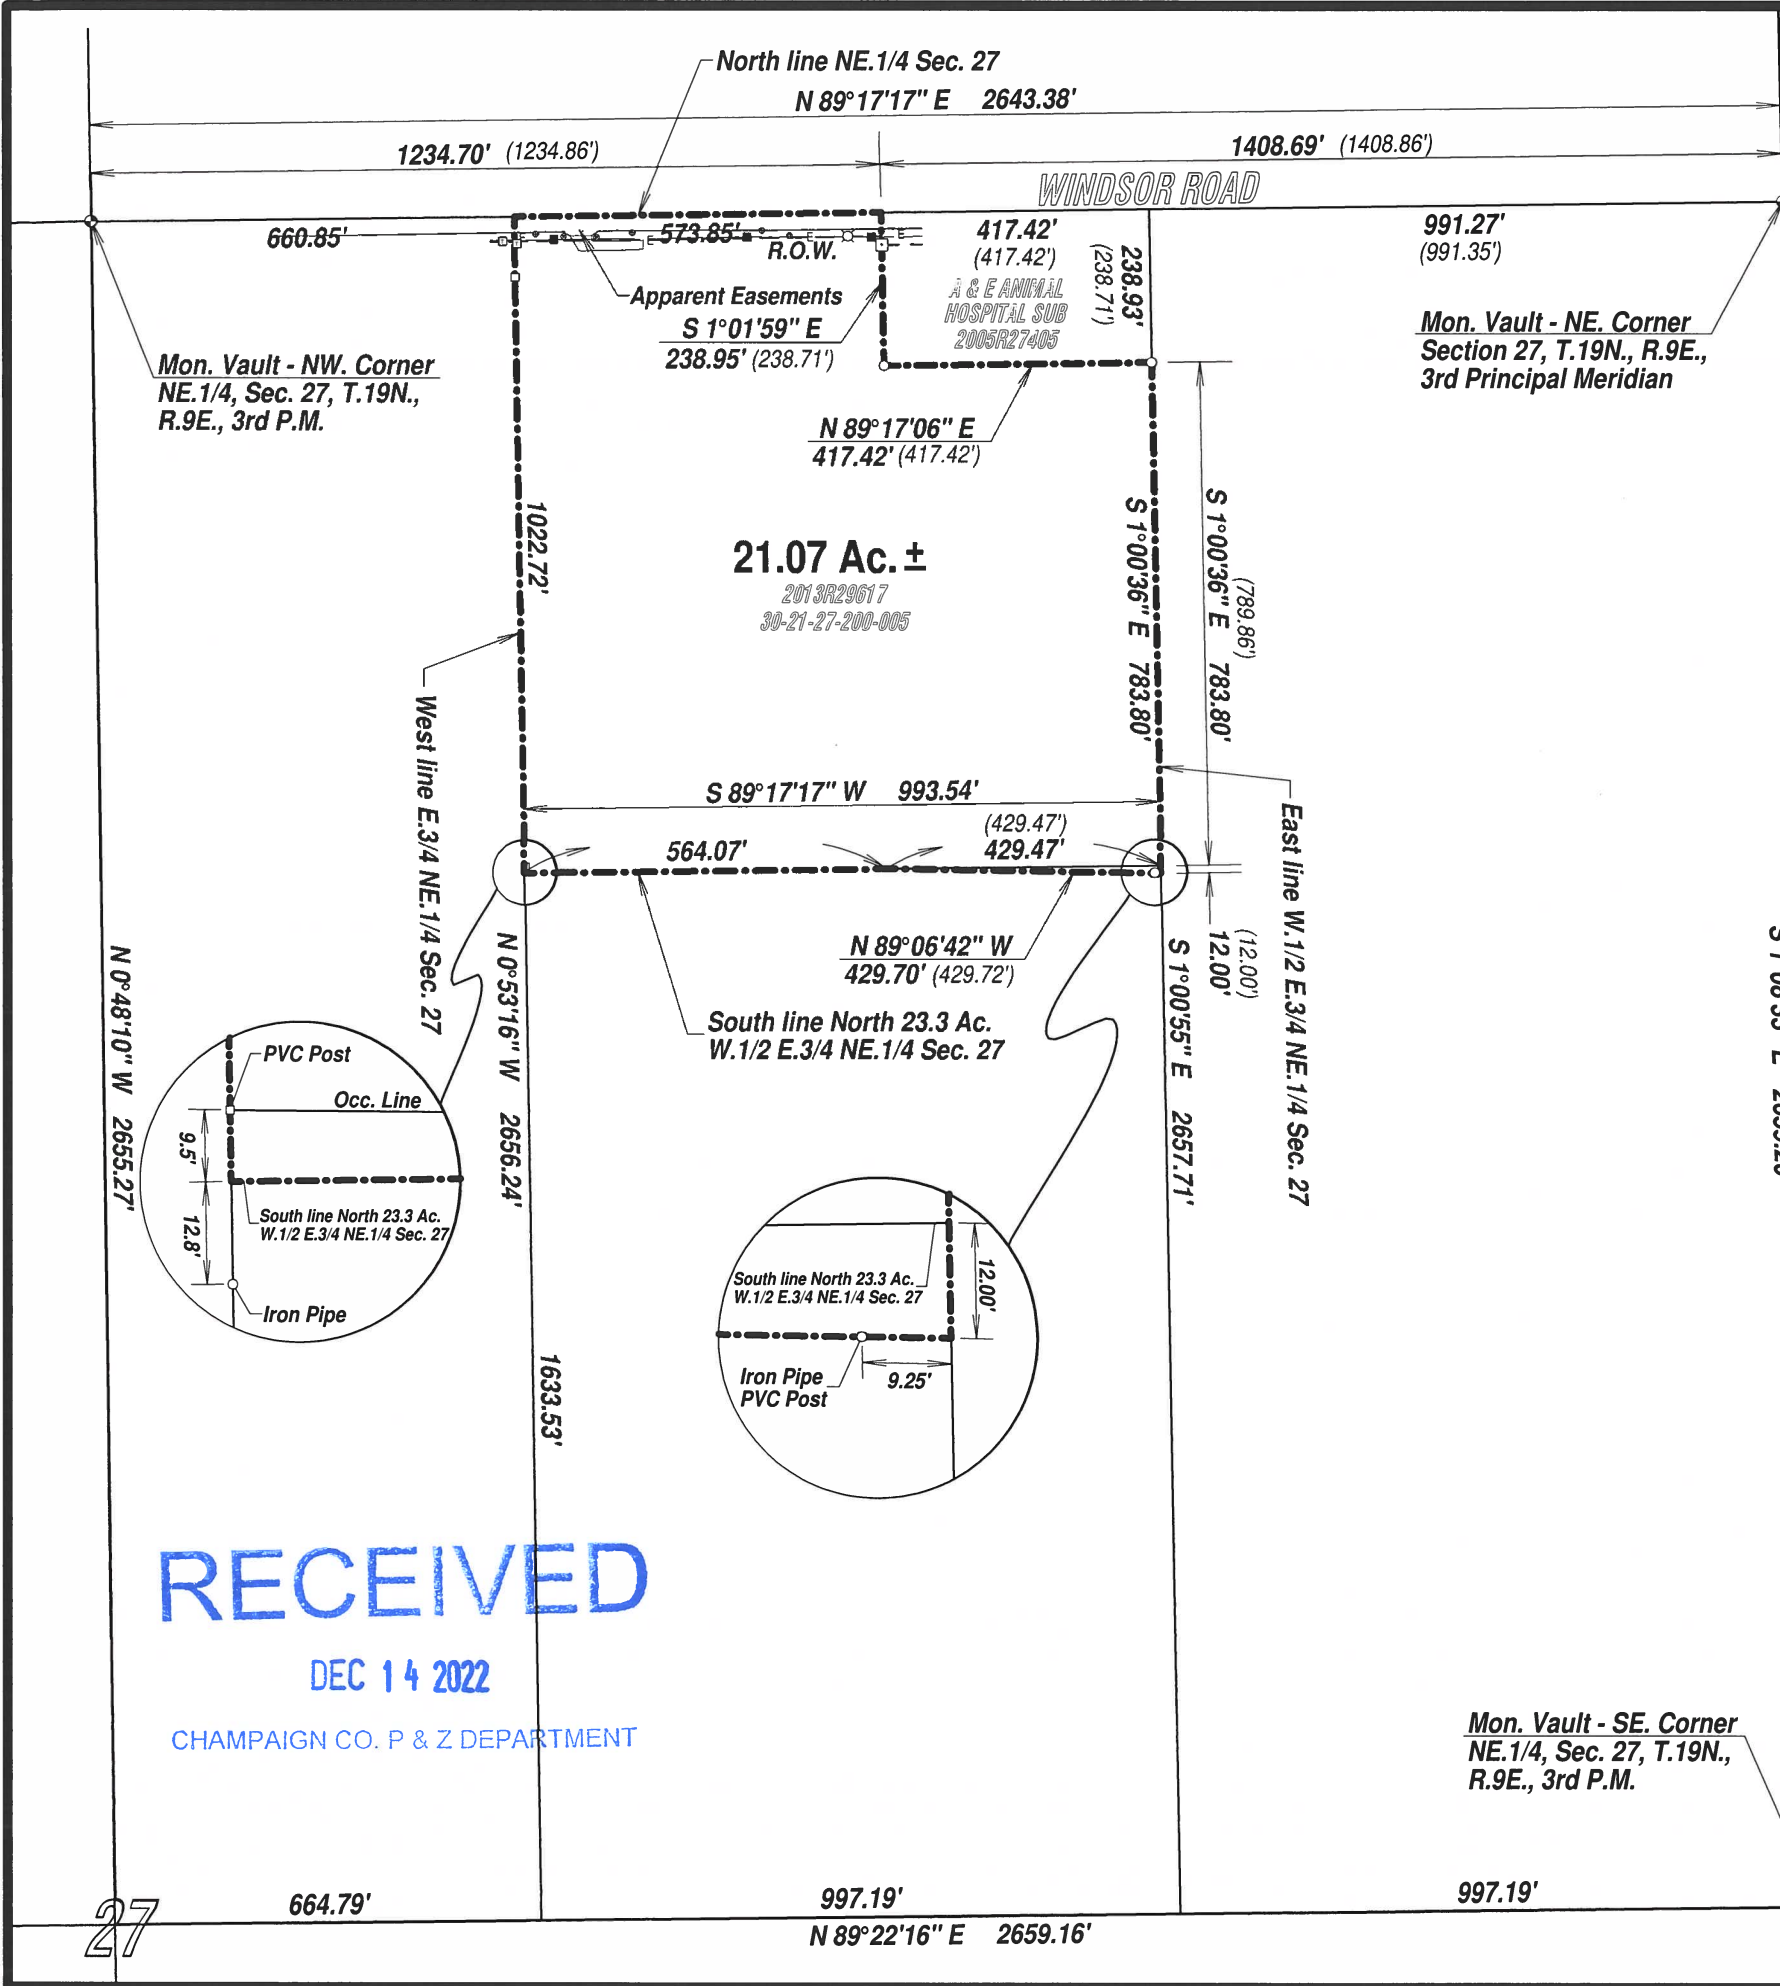 North line NE.1/4 Sec. 27
N 89°17'17" E 2643.38'
1234.70' (1234.86')
1408.69' (1408.86')
WINDSOR ROAD
660.85'
573.85'
R.O.W.
417.42'
(417.42')
238.93'
(238.71')
991.27'
(991.35')
A & E ANIMAL
HOSPITAL SUB
2005R27405
Apparent Easements
S 1°01'59" E
238.95' (238.71')
Mon. Vault - NW. Corner
NE.1/4, Sec. 27, T.19N.,
R.9E., 3rd P.M.
Mon. Vault - NE. Corner
Section 27, T.19N., R.9E.,
3rd Principal Meridian
N 89°17'06" E
417.42' (417.42')
1022.72'
21.07 Ac. ±
2013R29617
30-21-27-200-005
S 1°00'36" E 783.80'
S 1°00'36" E 783.80'
(789.86')
West line E.3/4 NE.1/4 Sec. 27
East line W.1/2 E.3/4 NE.1/4 Sec. 27
S 89°17'17" W 993.54'
564.07'
(429.47')
429.47'
N 89°06'42" W
429.70' (429.72')
12.00'
(12.00')
South line North 23.3 Ac.
W.1/2 E.3/4 NE.1/4 Sec. 27
N 0°48'10" W 2655.27'
N 0°53'16" W 2656.24'
S 1°00'55" E 2657.71'
PVC Post
Occ. Line
9.5'
12.8'
South line North 23.3 Ac.
W.1/2 E.3/4 NE.1/4 Sec. 27
Iron Pipe
South line North 23.3 Ac.
W.1/2 E.3/4 NE.1/4 Sec. 27
12.00'
Iron Pipe
PVC Post
9.25'
1633.53'
RECEIVED
DEC 14 2022
CHAMPAIGN CO. P & Z DEPARTMENT
Mon. Vault - SE. Corner
NE.1/4, Sec. 27, T.19N.,
R.9E., 3rd P.M.
27
664.79'
997.19'
997.19'
N 89°22'16" E 2659.16'